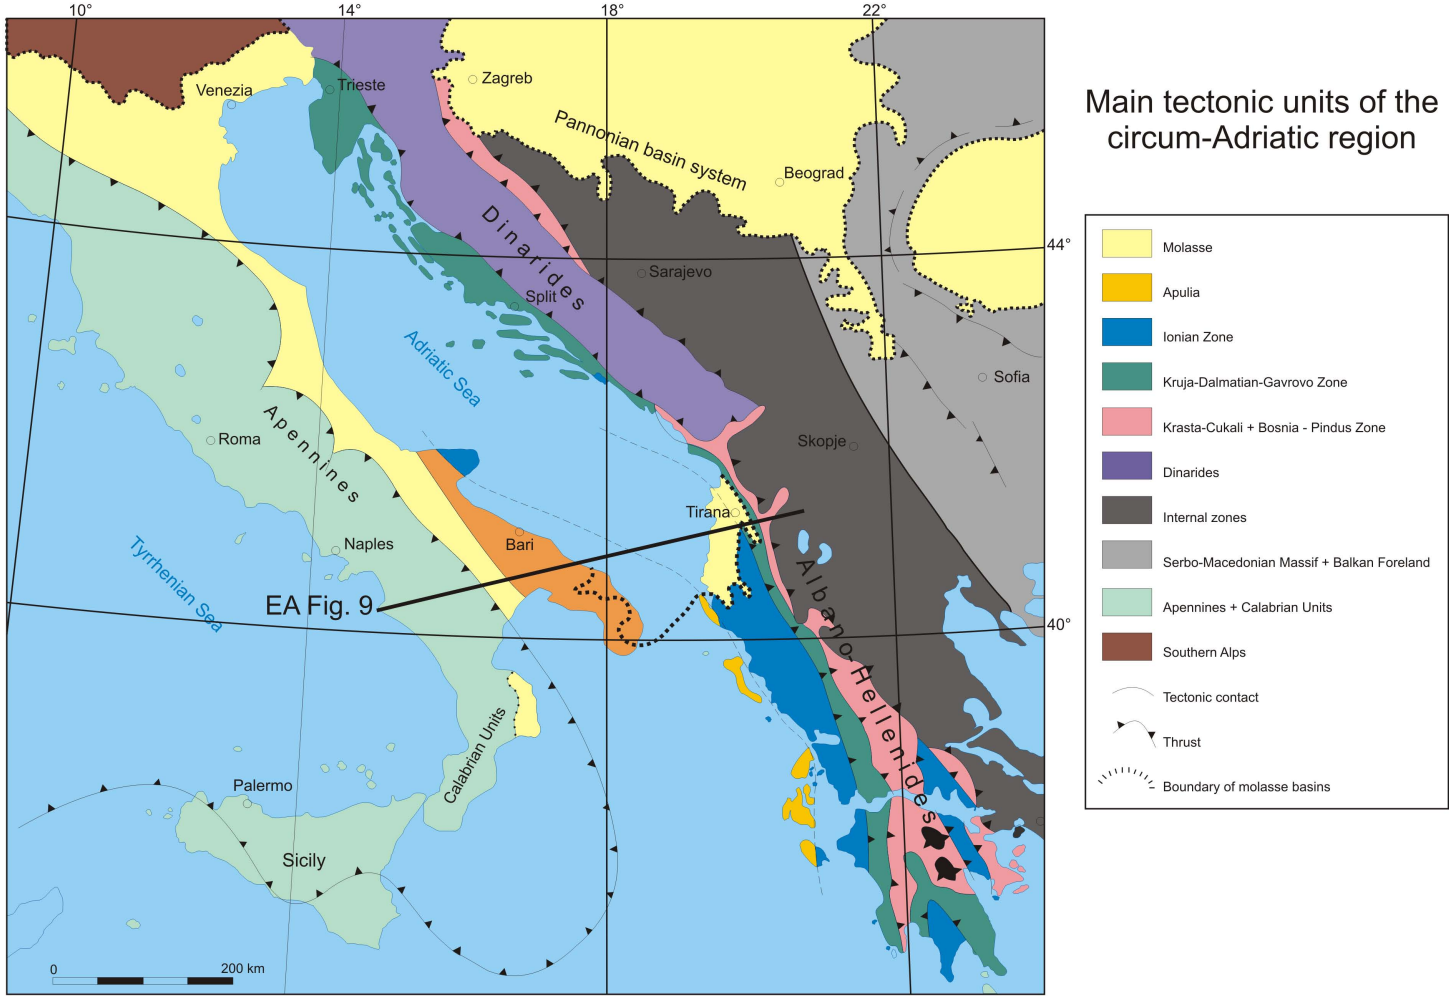 10°
14°
18°
22°
Zagreb
Venezia
Trieste
Pannonian basin system
Beograd
Dinarides
44°
Sarajevo
Split
Adriatic Sea
Sofia
Apennines
Roma
Skopje
Tirana
Bari
Naples
Tyrrhenian Sea
EA Fig. 9
Albano-Hellenides
40°
Calabrian Units
Palermo
Sicily
0
200 km
Main tectonic units of the
circum-Adriatic region
Molasse
Apulia
Ionian Zone
Kruja-Dalmatian-Gavrovo Zone
Krasta-Cukali + Bosnia - Pindus Zone
Dinarides
Internal zones
Serbo-Macedonian Massif + Balkan Foreland
Apennines + Calabrian Units
Southern Alps
Tectonic contact
Thrust
Boundary of molasse basins